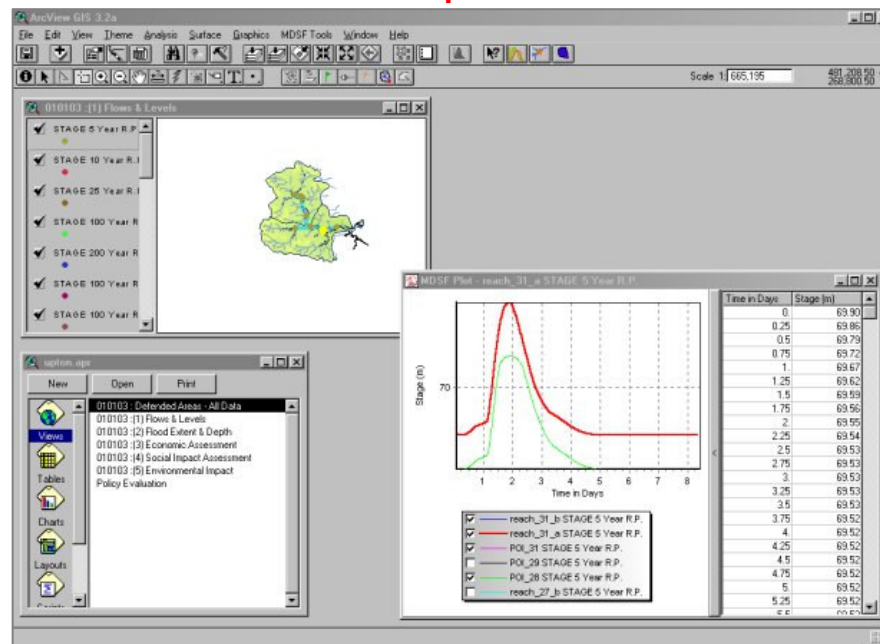 ArcView GIS 3.2a
File Edit View Theme Analysis Surface Graphics MDSF Tools Window Help
Scale 1: 665,195
481,208.50
268,800.50
010103 :(1) Flows & Levels
STAGE 5 Year R.P.
STAGE 10 Year R.
STAGE 25 Year R.
STAGE 100 Year R
STAGE 200 Year R
STAGE 100 Year R
STAGE 100 Year R
upton.apr
New Open Print
Views
Tables
Charts
Layouts
010103 : Defended Areas - All Data
010103 :(1) Flows & Levels
010103 :(2) Flood Extent & Depth
010103 :(3) Economic Assessment
010103 :(4) Social Impact Assessment
010103 :(5) Environmental Impact
Policy Evaluation
MDSF Plot - reach_31_a STAGE 5 Year R.P.
Stage (m)
70
1 2 3 4 5 6 7 8
Time in Days
reach_31_b STAGE 5 Year R.P.
reach_31_a STAGE 5 Year R.P.
POI_31 STAGE 5 Year R.P.
POI_29 STAGE 5 Year R.P.
POI_28 STAGE 5 Year R.P.
reach_27_b STAGE 5 Year R.P.
Time in Days Stage (m)
0. 69.90
0.25 69.86
0.5 69.79
0.75 69.72
1. 69.67
1.25 69.62
1.5 69.59
1.75 69.56
2. 69.55
2.25 69.54
2.5 69.53
2.75 69.53
3. 69.53
3.25 69.53
3.5 69.53
3.75 69.52
4. 69.52
4.25 69.52
4.5 69.52
4.75 69.52
5. 69.52
5.25 69.52